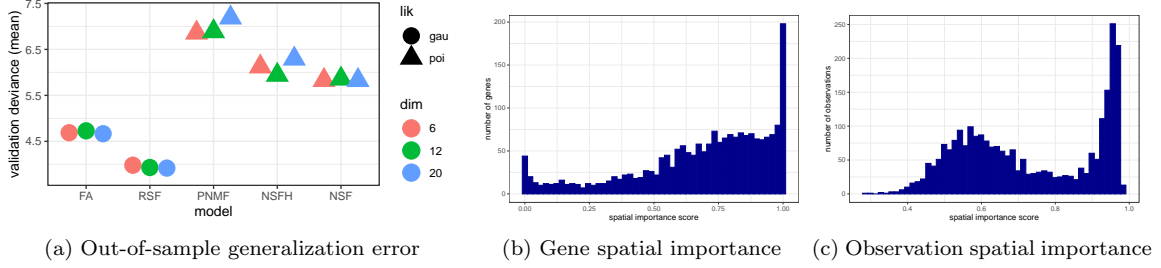 7.5
6.5
5.5
4.5
validation deviance (mean)
FA
RSF
PNMF
NSFH
NSF
model
lik
gau
poi
dim
6
12
20
200
150
100
50
0
number of genes
0.00
0.25
0.50
0.75
1.00
spatial importance score
250
200
150
100
50
0
number of observations
0.4
0.6
0.8
1.0
spatial importance score
(a) Out-of-sample generalization error
(b) Gene spatial importance
(c) Observation spatial importance